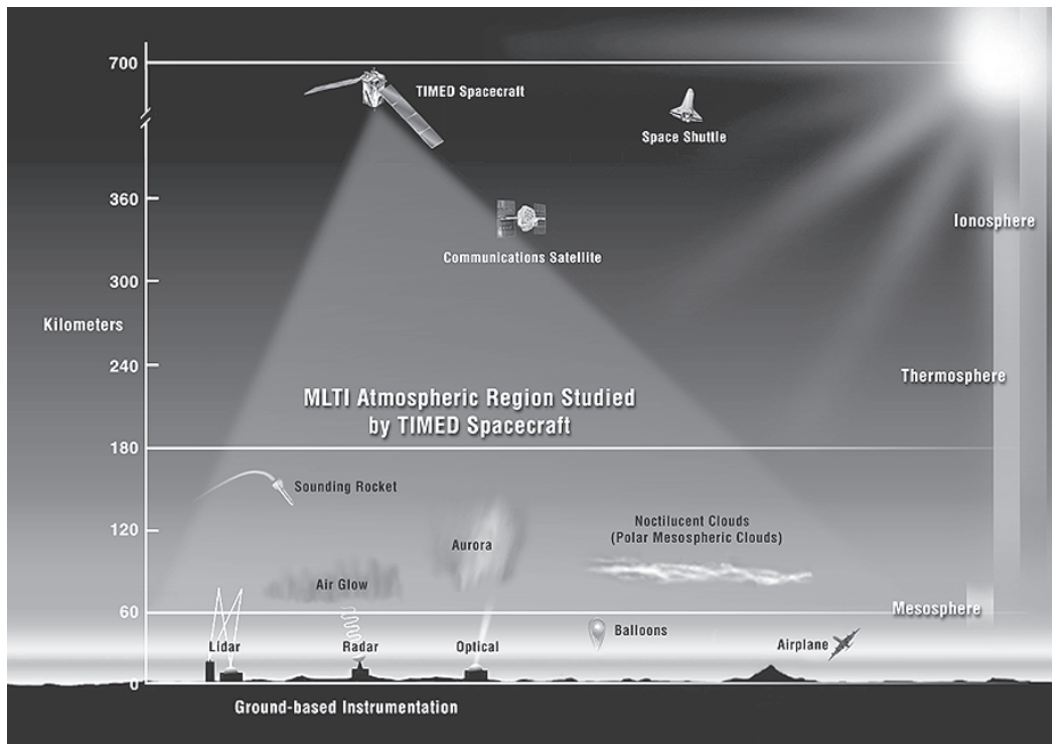 700
TIMED Spacecraft
Space Shuttle
360
Ionosphere
Communications Satellite
300
Kilometers
240
Thermosphere
MLTI Atmospheric Region Studied
by TIMED Spacecraft
180
Sounding Rocket
120
Noctilucent Clouds
(Polar Mesospheric Clouds)
Aurora
Air Glow
60
Mesosphere
Balloons
Lidar
Radar
Optical
Airplane
0
Ground-based Instrumentation